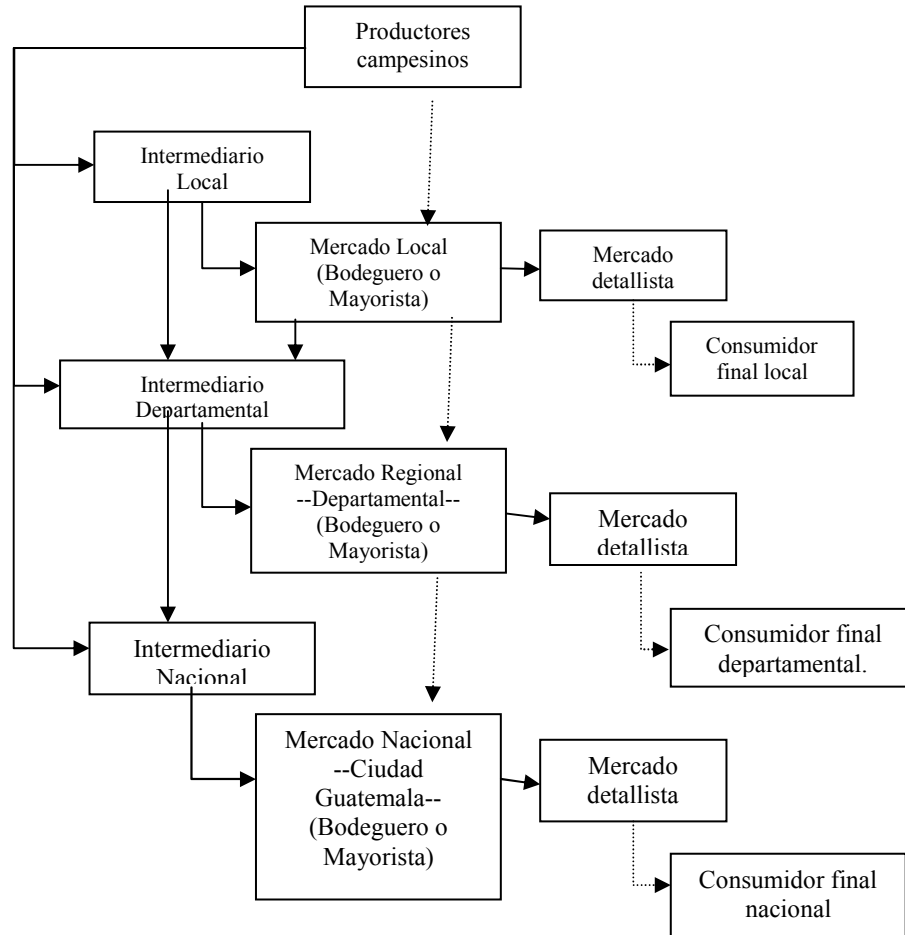 Productores
campesinos
Intermediario
Local
Mercado Local
(Bodeguero o
Mayorista)
Mercado
detallista
Consumidor
final local
Intermediario
Departamental
Mercado Regional
--Departamental--
(Bodeguero o
Mayorista)
Mercado
detallista
Consumidor final
departamental.
Intermediario
Nacional
Mercado Nacional
--Ciudad
Guatemala--
(Bodeguero o
Mayorista)
Mercado
detallista
Consumidor final
nacional